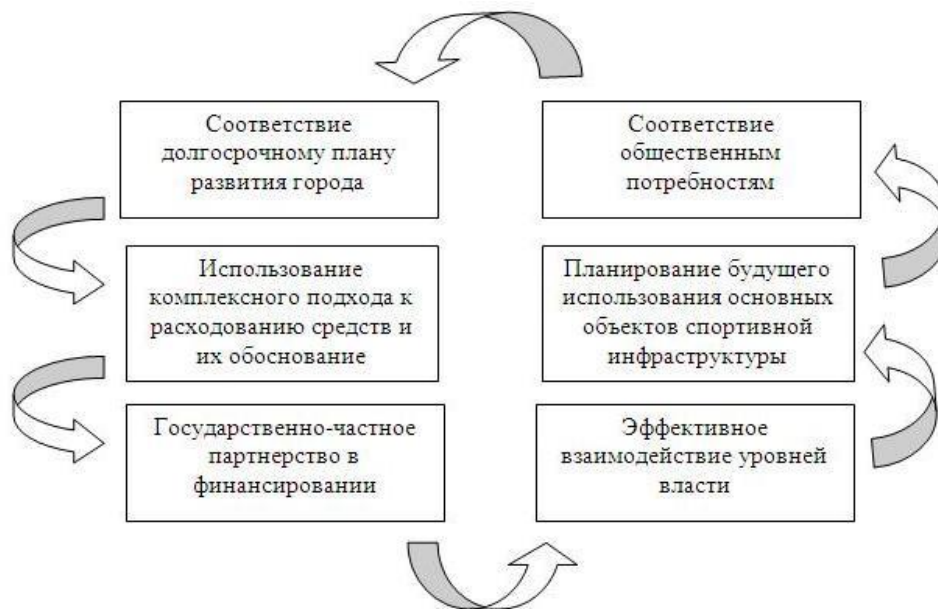 Соответствие
долгосрочному плану
развития города
Соответствие
общественным
потребностям
Использование
комплексного подхода к
расходованию средств и
их обоснование
Планирование будущего
использования основных
объектов спортивной
инфраструктуры
Государственно-частное
партнерство в
финансировании
Эффективное
взаимодействие уровней
власти